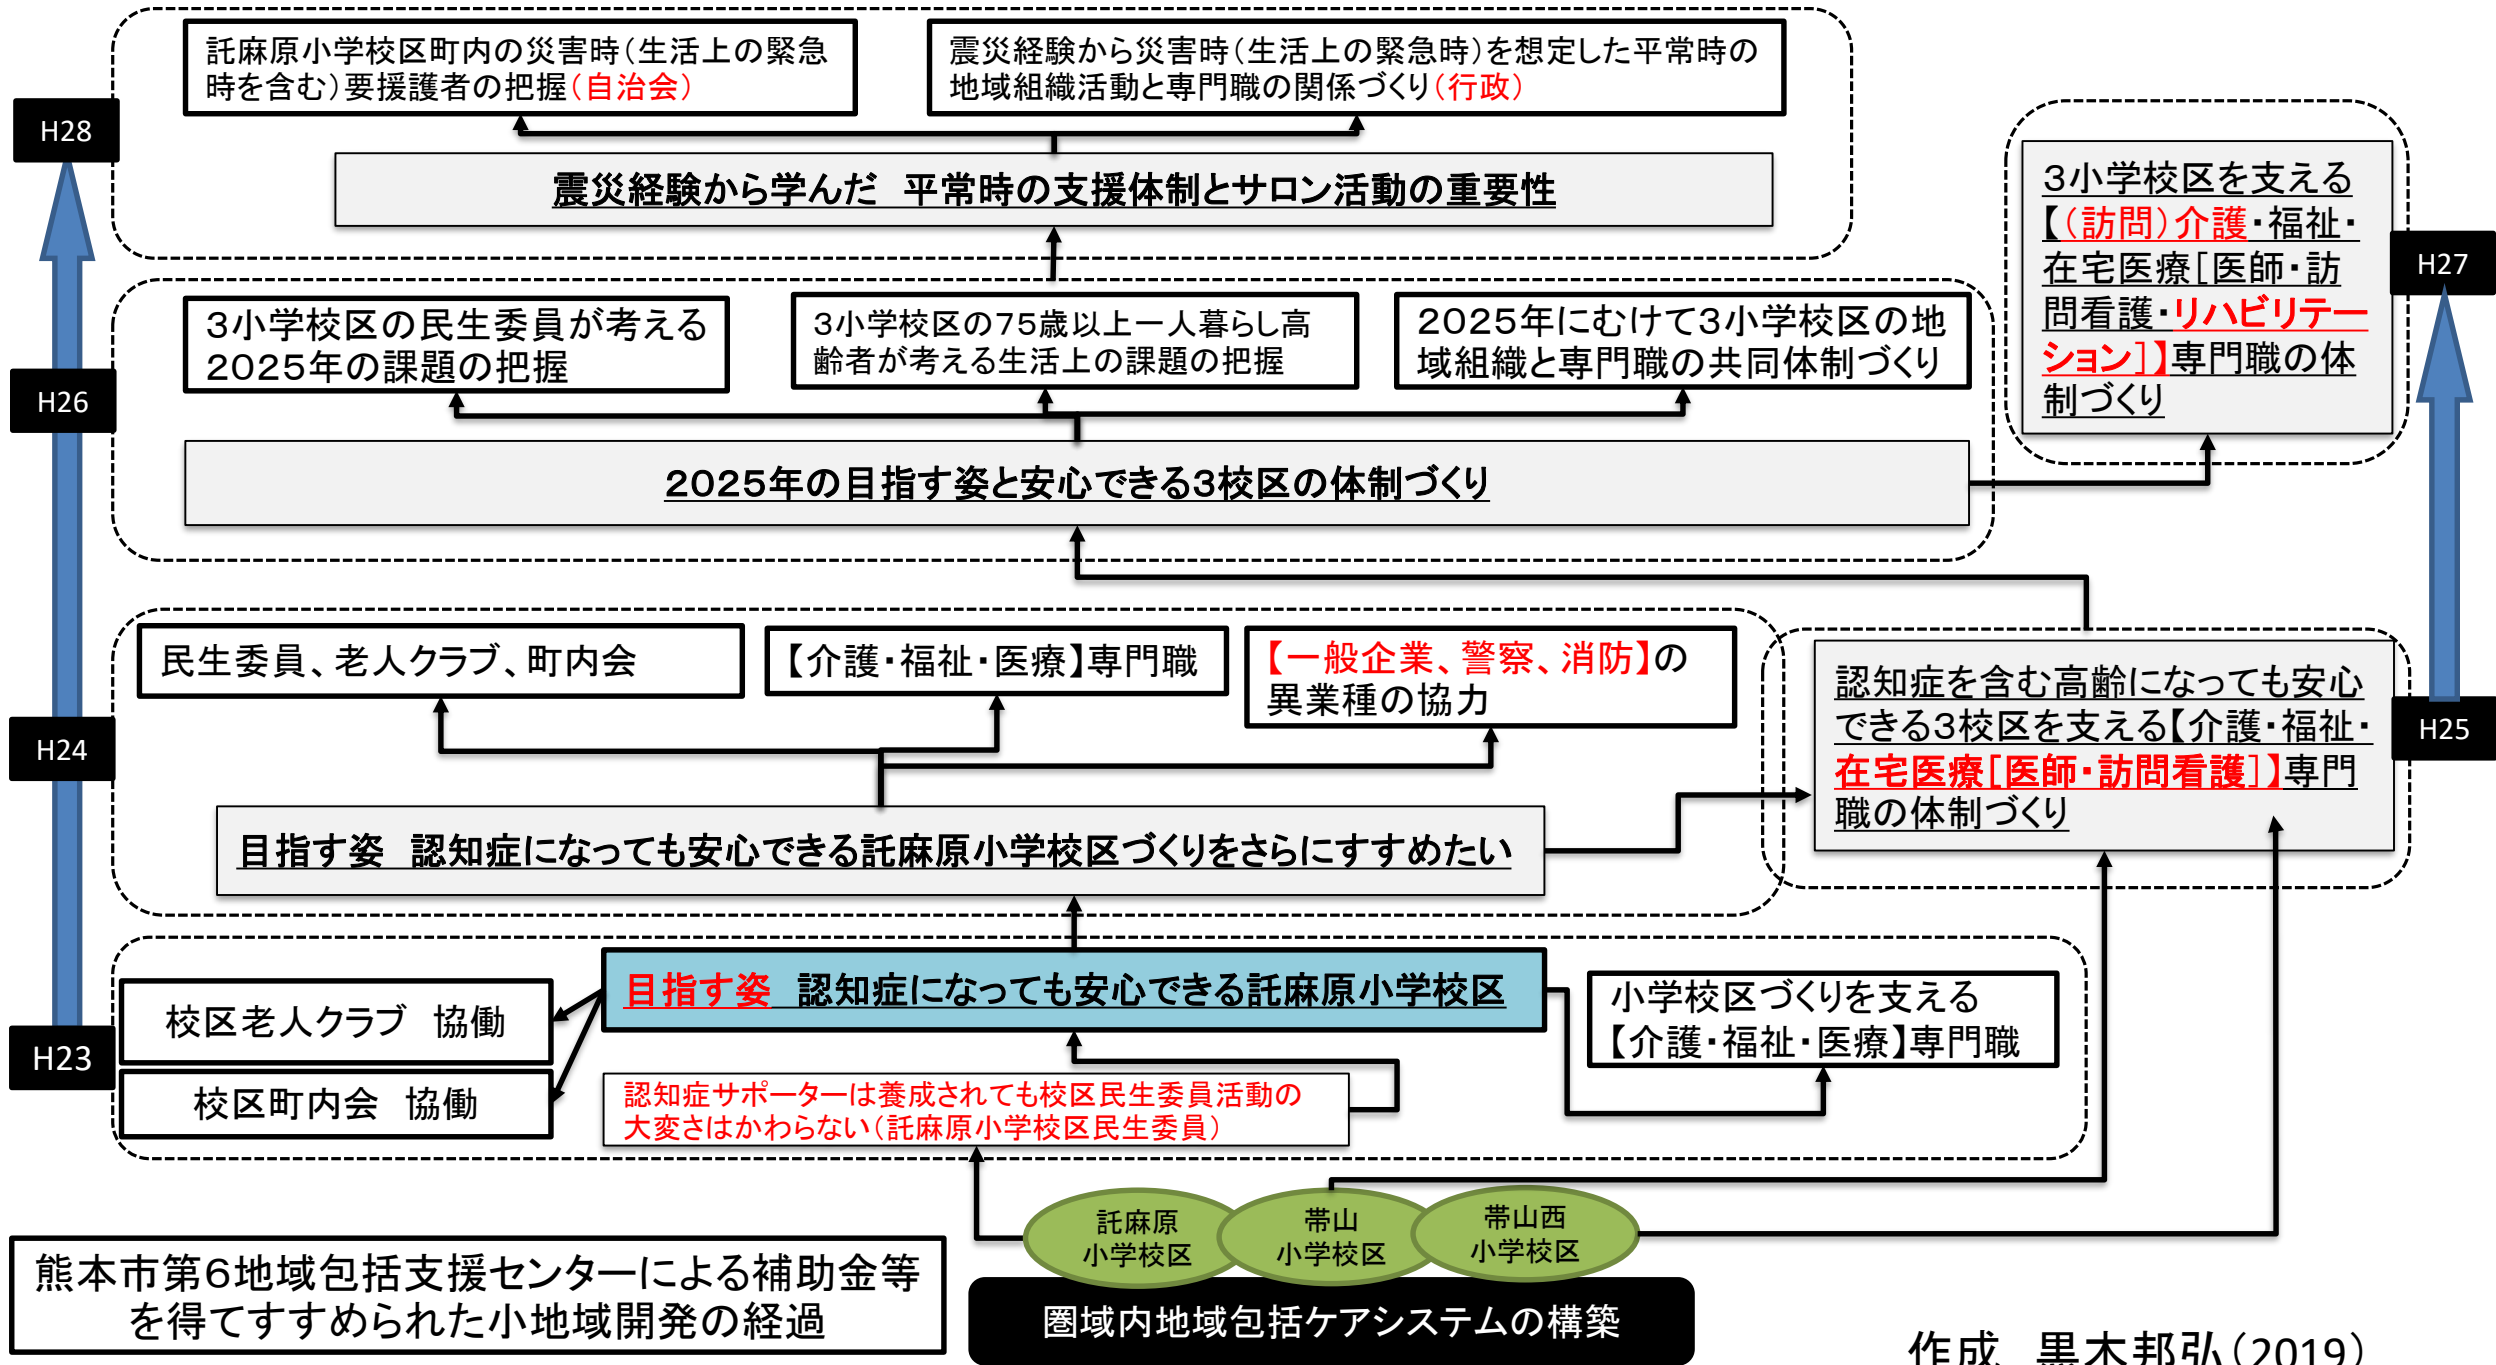 託麻原小学校区町内の災害時（生活上の緊急
時を含む）要援護者の把握（自治会）
震災経験から災害時（生活上の緊急時）を想定した平常時の
地域組織活動と専門職の関係づくり（行政）
H28
震災経験から学んだ　平常時の支援体制とサロン活動の重要性
３小学校区を支える
【（訪問）介護・福祉・
在宅医療［医師・訪
問看護・リハビリテー
ション］】専門職の体
制づくり
H27
３小学校区の民生委員が考える
２０２５年の課題の把握
３小学校区の７５歳以上一人暮らし高
齢者が考える生活上の課題の把握
２０２５年にむけて３小学校区の地
域組織と専門職の共同体制づくり
H26
２０２５年の目指す姿と安心できる３校区の体制づくり
民生委員、老人クラブ、町内会
【介護・福祉・医療】専門職
【一般企業、警察、消防】の
異業種の協力
認知症を含む高齢になっても安心
できる３校区を支える【介護・福祉・
在宅医療［医師・訪問看護］】専門
職の体制づくり
H25
H24
目指す姿　認知症になっても安心できる託麻原小学校区づくりをさらにすすめたい
目指す姿　認知症になっても安心できる託麻原小学校区
校区老人クラブ　協働
校区町内会　協働
小学校区づくりを支える
【介護・福祉・医療】専門職
H23
認知症サポーターは養成されても校区民生委員活動の
大変さはかわらない（託麻原小学校区民生委員）
託麻原
小学校区
帯山
小学校区
帯山西
小学校区
熊本市第６地域包括支援センターによる補助金等
を得てすすめられた小地域開発の経過
圏域内地域包括ケアシステムの構築
作成　黒木邦弘（2019）